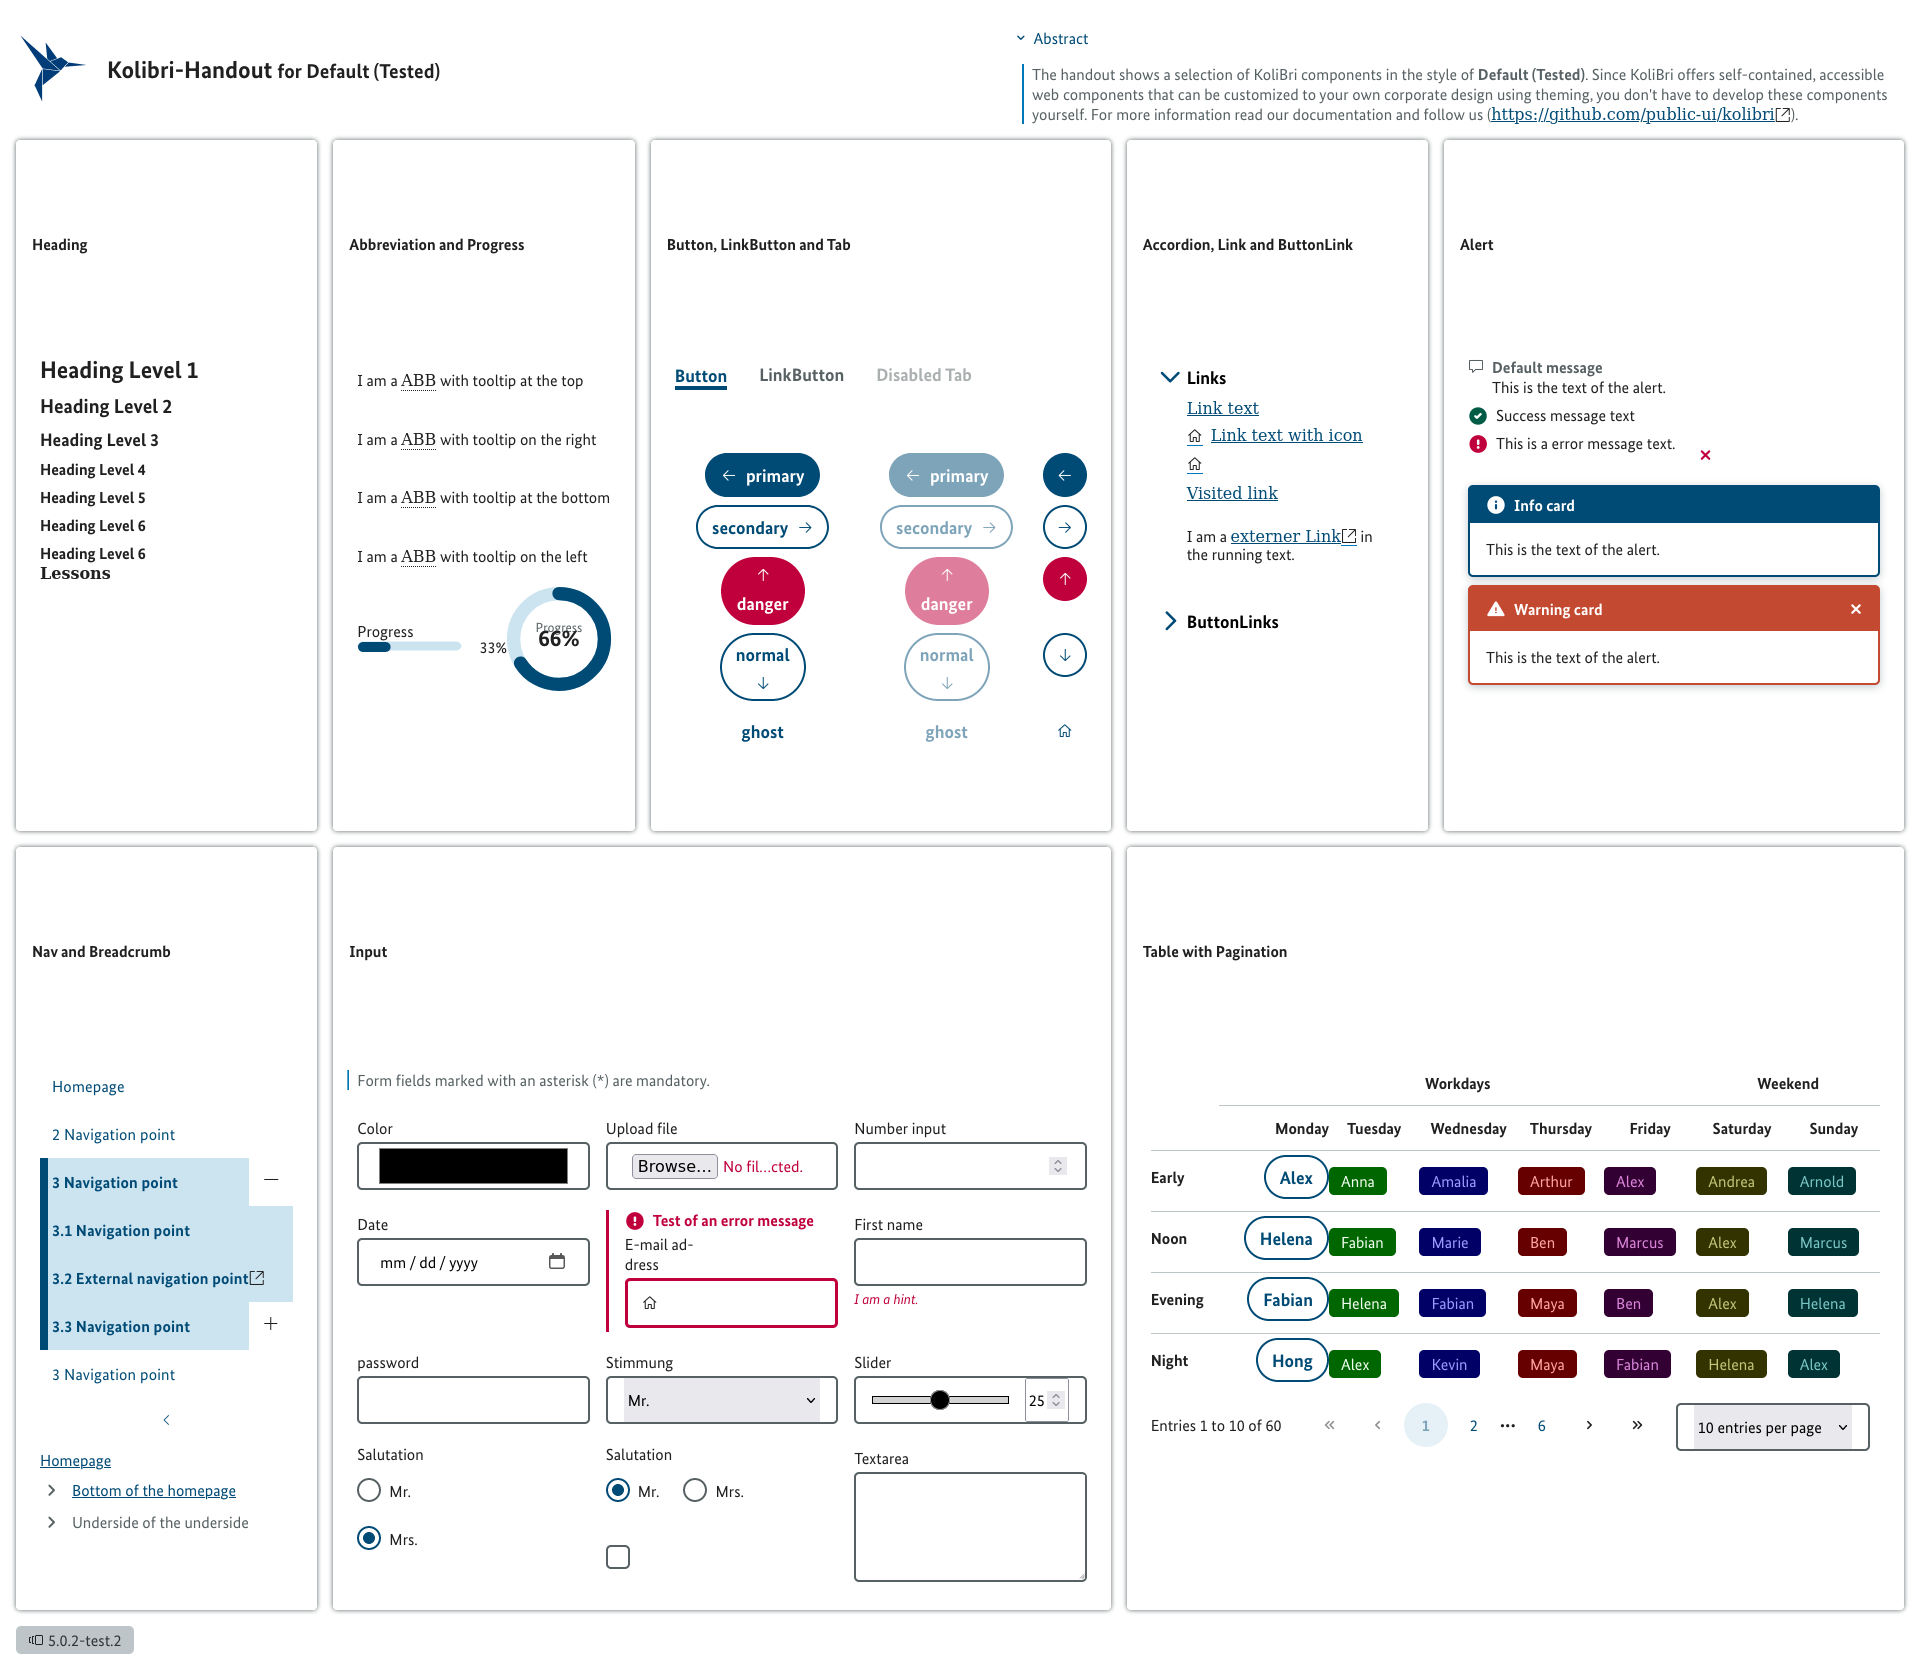 Kolibri-Handout for Default (Tested)
Abstract
The handout shows a selection of KoliBri components in the style of Default (Tested). Since KoliBri offers self-contained, accessible
web components that can be customized to your own corporate design using theming, you don't have to develop these components
yourself. For more information read our documentation and follow us (https://github.com/public-ui/kolibri).
Heading
Heading Level 1
Heading Level 2
Heading Level 3
Heading Level 4
Heading Level 5
Heading Level 6
Heading Level 6
Lessons
Abbreviation and Progress
I am a ABB with tooltip at the top
I am a ABB with tooltip on the right
I am a ABB with tooltip at the bottom
I am a ABB with tooltip on the left
Progress
33%
Progress
66%
Button, LinkButton and Tab
Button LinkButton Disabled Tab
primary primary
secondary secondary
danger danger
normal normal
ghost ghost
Accordion, Link and ButtonLink
Links
Link text
Link text with icon
Visited link
I am a externer Link in
the running text.
ButtonLinks
Alert
Default message
This is the text of the alert.
Success message text
This is a error message text.
Info card
This is the text of the alert.
Warning card
This is the text of the alert.
Nav and Breadcrumb
Homepage
2 Navigation point
3 Navigation point
3.1 Navigation point
3.2 External navigation point
3.3 Navigation point
3 Navigation point
Homepage
Bottom of the homepage
Underside of the underside
Input
Form fields marked with an asterisk (*) are mandatory.
Color
Upload file
Browse... No fil...cted.
Number input
Date
mm / dd / yyyy
Test of an error message
E-mail ad-
dress
First name
I am a hint.
password
Stimmung
Mr.
Slider
25
Salutation
Mr.
Mrs.
Salutation
Mr. Mrs.
Textarea
Table with Pagination
Workdays Weekend
Monday Tuesday Wednesday Thursday Friday Saturday Sunday
Early Alex Anna Amalia Arthur Alex Andrea Arnold
Noon Helena Fabian Marie Ben Marcus Alex Marcus
Evening Fabian Helena Fabian Maya Ben Alex Helena
Night Hong Alex Kevin Maya Fabian Helena Alex
Entries 1 to 10 of 60 1 2 ••• 6 10 entries per page
5.0.2-test.2